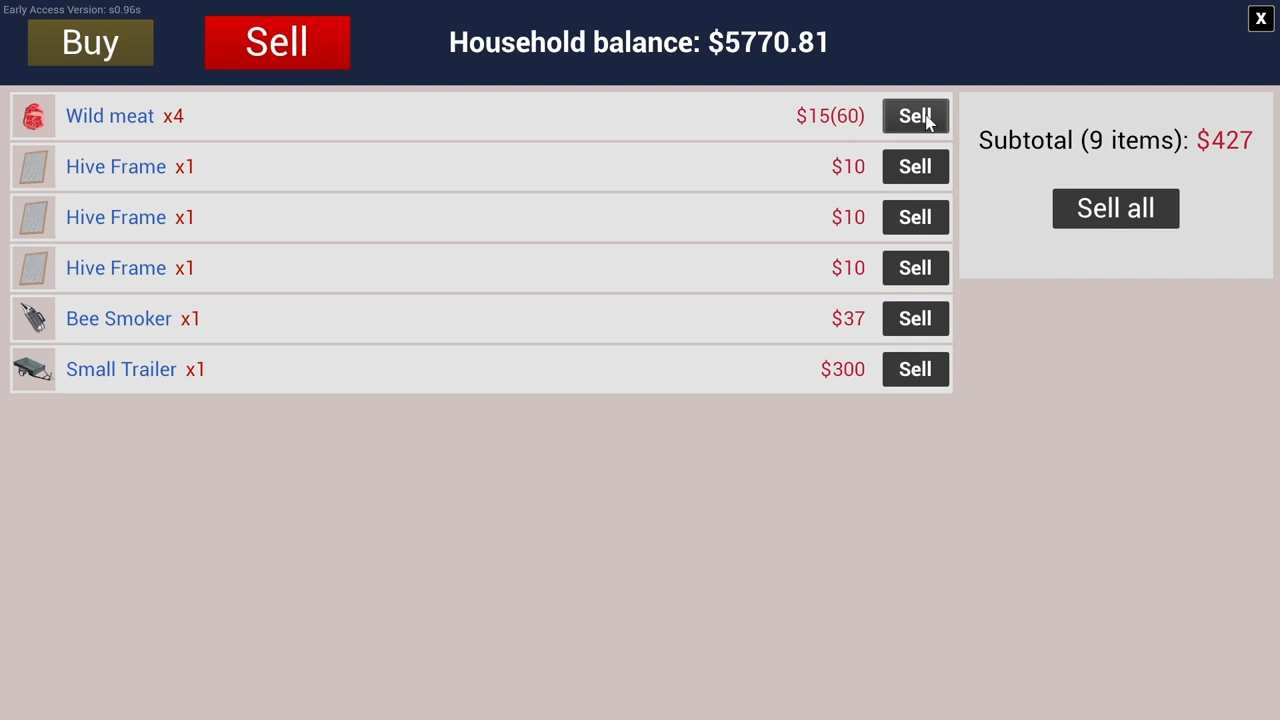 Early Access Version: s0.96s
Buy
Sell
Household balance: $5770.81
X
Wild meat x4 $15(60) Sell
Hive Frame x1 $10 Sell
Hive Frame x1 $10 Sell
Hive Frame x1 $10 Sell
Bee Smoker x1 $37 Sell
Small Trailer x1 $300 Sell
Subtotal (9 items): $427
Sell all